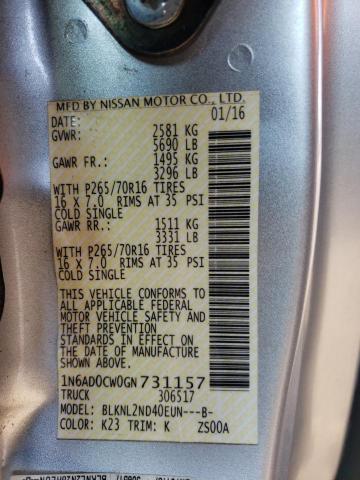 MFD BY NISSAN MOTOR CO., LTD.
DATE: 01/16
GVWR: 2581 KG
5690 LB
GAWR FR.: 1495 KG
3296 LB
WITH P265/70R16 TIRES
16 X 7.0 RIMS AT 35 PSI
COLD SINGLE
GAWR RR.: 1511 KG
3331 LB
WITH P265/70R16 TIRES
16 X 7.0 RIMS AT 35 PSI
COLD SINGLE
THIS VEHICLE CONFORMS TO
ALL APPLICABLE FEDERAL
MOTOR VEHICLE SAFETY AND
THEFT PREVENTION
STANDARDS IN EFFECT ON
THE DATE OF MANUFACTURE
SHOWN ABOVE
1N6AD0CW0GN731157
TRUCK 306517
MODEL: BLKNL2ND40EUN---B-
COLOR: K23 TRIM: K ZS00A